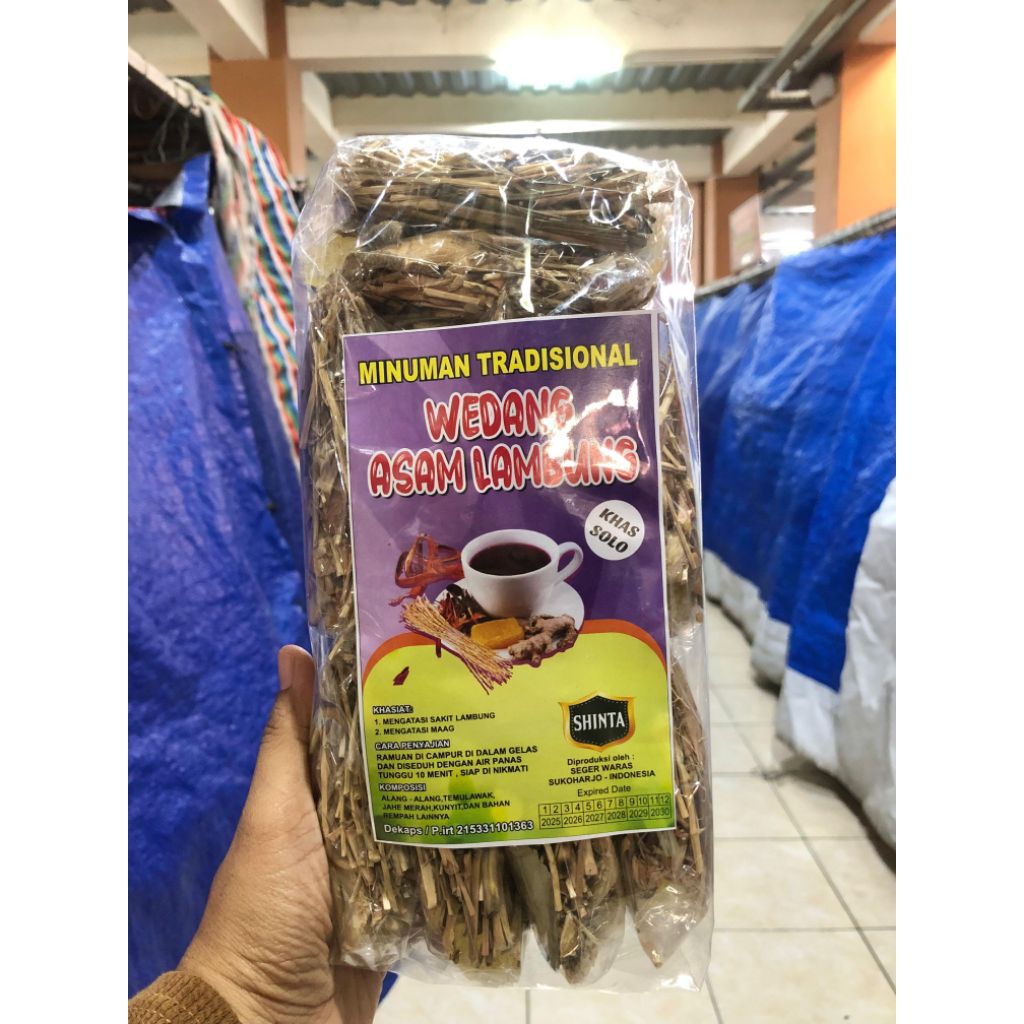 MINUMAN TRADISIONAL
WEDANG
ASAM LAMBUNG
KHAS
SOLO
KHASIAT:
1. MENGATASI SAKIT LAMBUNG
2. MENGATASI MAAG
CARA PENYAJIAN
RAMUAN DI CAMPUR DI DALAM GELAS
DAN DISEDUH DENGAN AIR PANAS
TUNGGU 10 MENIT , SIAP DI NIKMATI
KOMPOSISI
ALANG - ALANG,TEMULAWAK,
JAHE MERAH,KUNYIT,DAN BAHAN
REMPAH LAINNYA
Dekaps / P.irt 215331101363
SHINTA
Diproduksi oleh :
SEGER WARAS
SUKOHARJO - INDONESIA
Expired Date
1 2 3 4 5 6 7 8 9 10 11 12
2025 2026 2027 2028 2029 2030